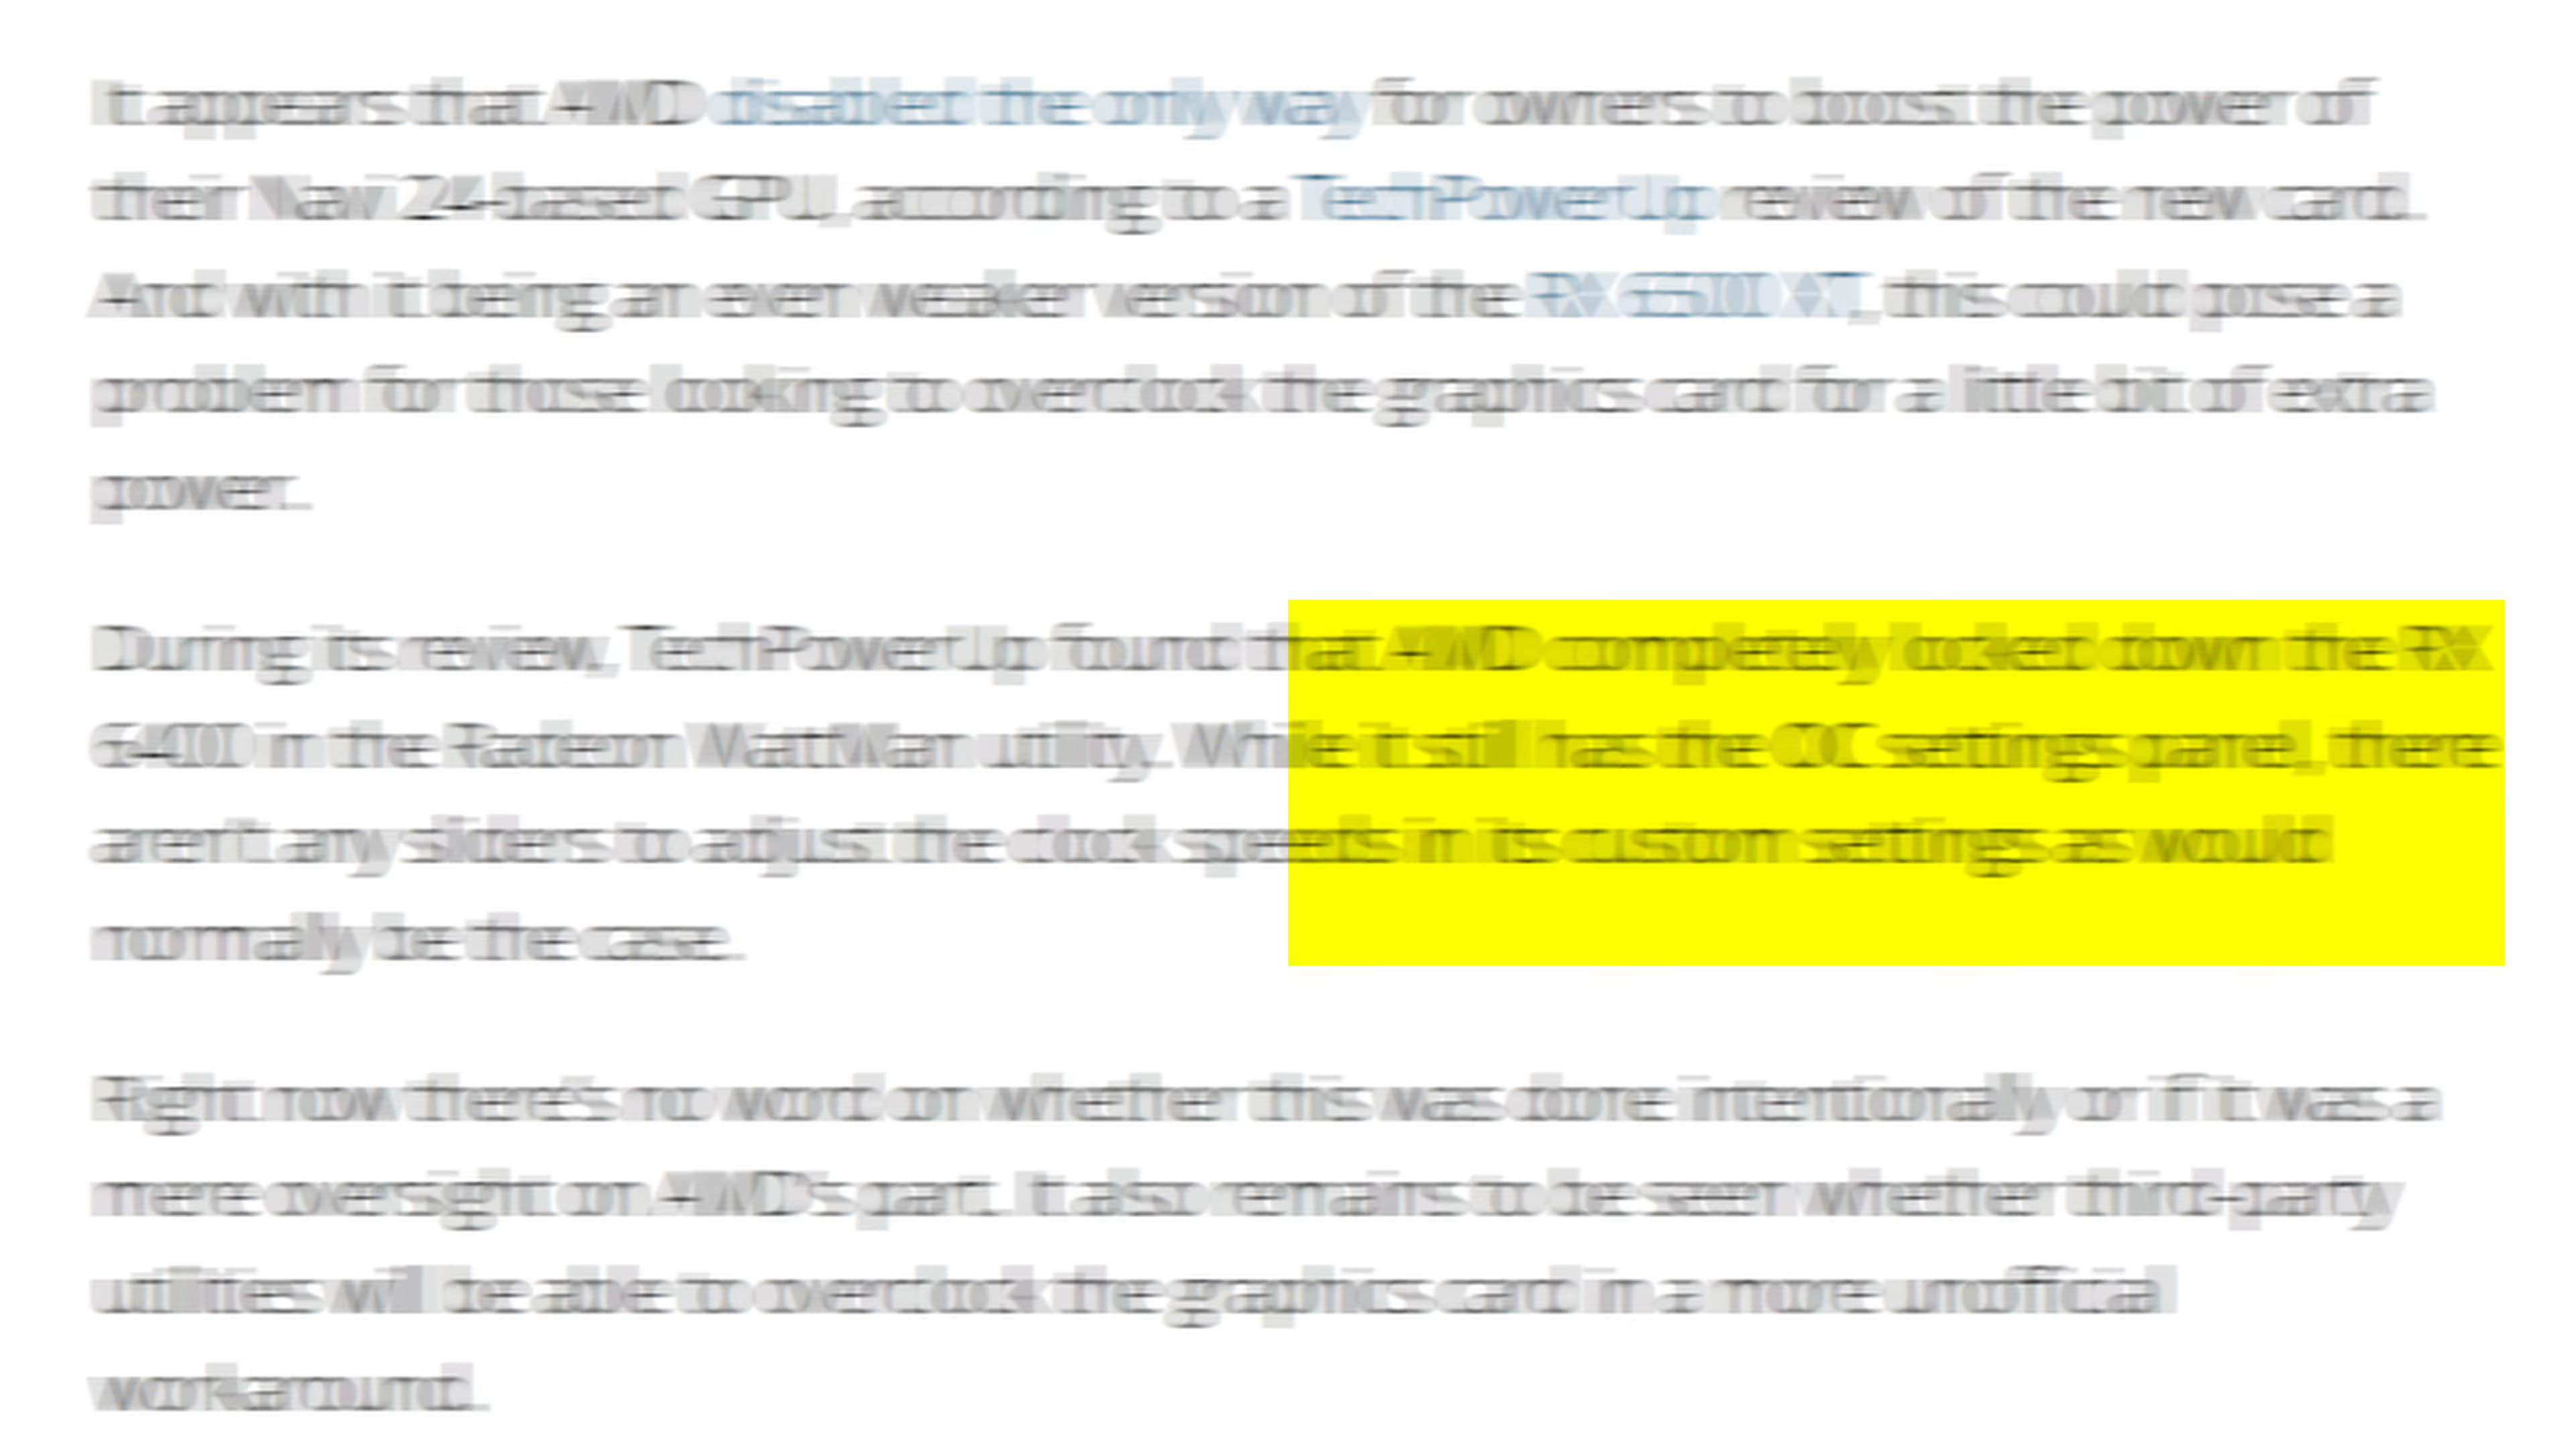 It appears that AMD disabled the only way for owners to boost the power of
their Navi 24-based GPU, according to a TechPowerUp review of the new card.
And with it being an even weaker version of the RX 6500 XT, this could pose a
problem for those looking to overclock the graphics card for a little bit of extra
power.
During its review, TechPowerUp found that AMD completely locked down the RX
6400 in the Radeon WattMan utility. While it still has the OC settings panel, there
aren't any sliders to adjust the clock speeds in its custom settings as would
normally be the case.
Right now there's no word on whether this was done intentionally or if it was a
mere oversight on AMD's part. It also remains to be seen whether third-party
utilities will be able to overclock the graphics card in a more unofficial
workaround.